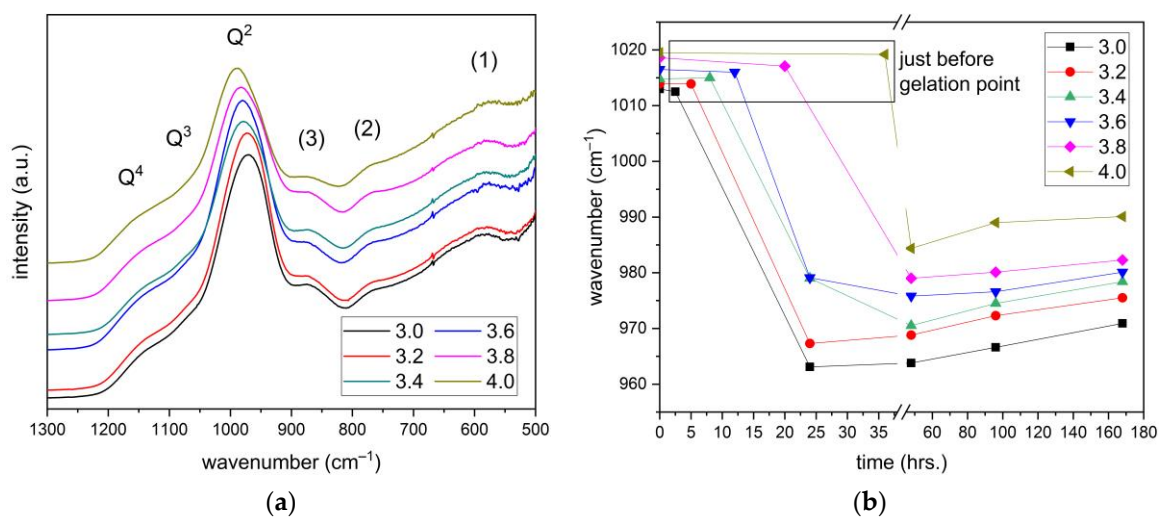 Q²
Q³
Q⁴
(1)
(2)
(3)
intensity (a.u.)
3.0 3.6
3.2 3.8
3.4 4.0
1300 1200 1100 1000 900 800 700 600 500
wavenumber (cm⁻¹)
(a)
1020
1010
1000
990
980
970
960
wavenumber (cm⁻¹)
just before
gelation point
3.0
3.2
3.4
3.6
3.8
4.0
0 5 10 15 20 25 30 35 60 80 100 120 140 160 180
time (hrs.)
(b)